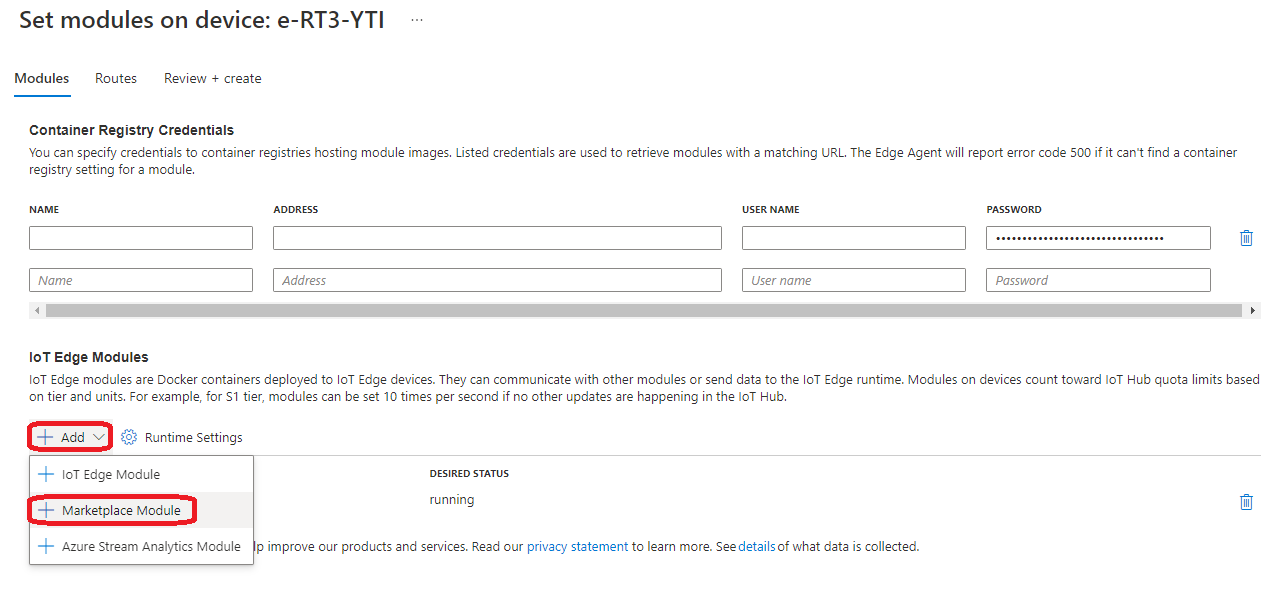 Set modules on device: e-RT3-YTI ...
Modules Routes Review + create
Container Registry Credentials
You can specify credentials to container registries hosting module images. Listed credentials are used to retrieve modules with a matching URL. The Edge Agent will report error code 500 if it can't find a container
registry setting for a module.
NAME ADDRESS USER NAME PASSWORD
Name Address User name Password
IoT Edge Modules
IoT Edge modules are Docker containers deployed to IoT Edge devices. They can communicate with other modules or send data to the IoT Edge runtime. Modules on devices count toward IoT Hub quota limits based
on tier and units. For example, for S1 tier, modules can be set 10 times per second if no other updates are happening in the IoT Hub.
+ Add Runtime Settings
+ IoT Edge Module DESIRED STATUS
running
+ Marketplace Module
+ Azure Stream Analytics Module lp improve our products and services. Read our privacy statement to learn more. See details of what data is collected.